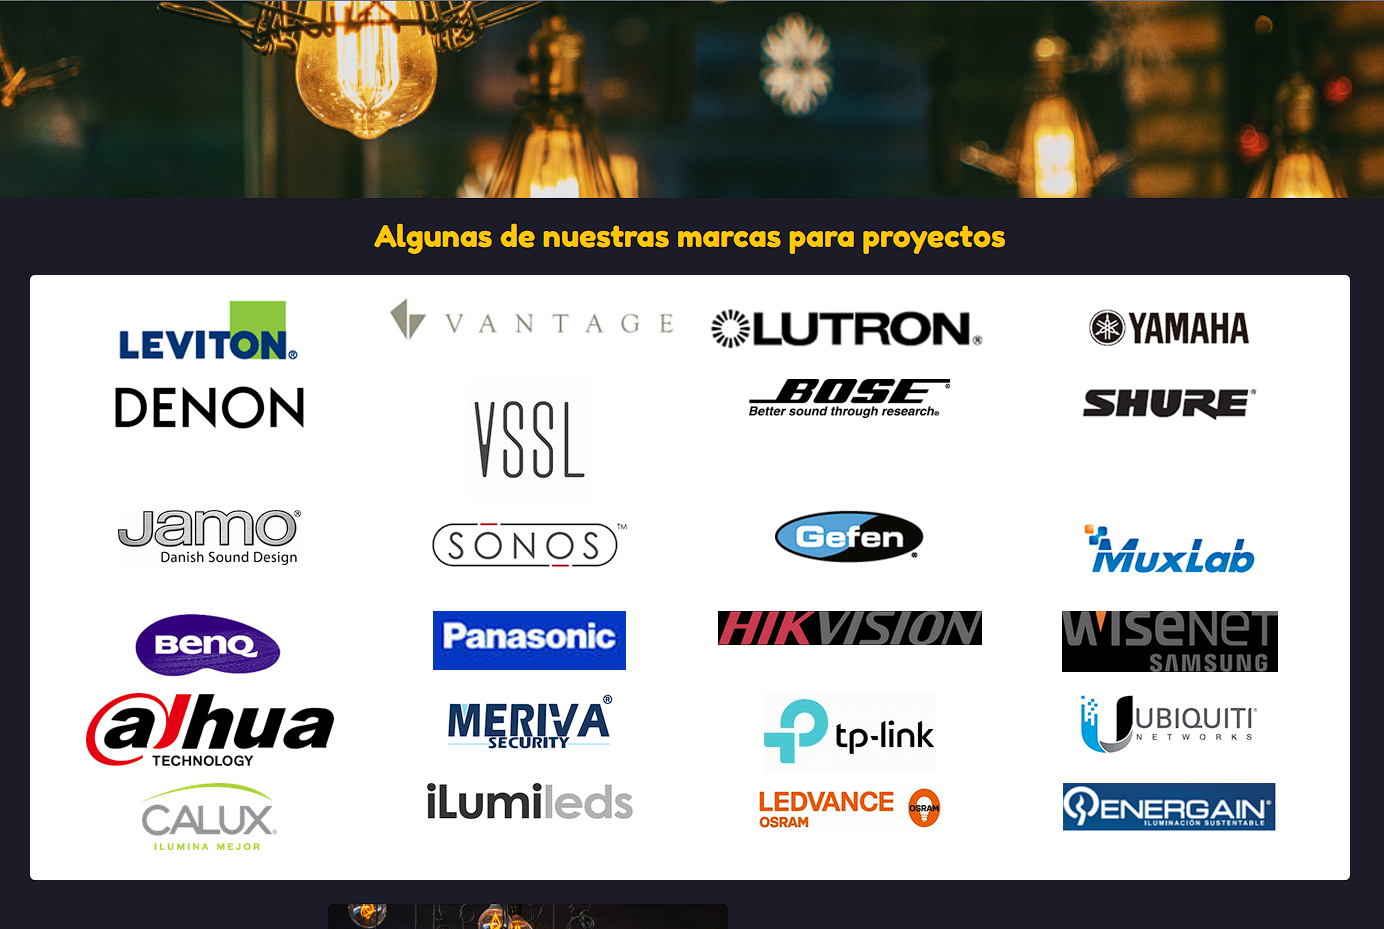 Algunas de nuestras marcas para proyectos
LEVITON®
VANTAGE
LUTRON®
YAMAHA
DENON
VSSL
BOSE®
Better sound through research®
SHURE®
Jamo®
Danish Sound Design
SONOS™
Gefen®
MuxLab
BenQ
Panasonic
HIKVISION
WISENET
SAMSUNG
alhua
TECHNOLOGY
MERIVA®
SECURITY
tp-link
UBIQUITI®
NETWORKS
CALUX®
ILUMINA MEJOR
iLumileds
LEDVANCE
OSRAM
OSRAM
ENERGAIN®
ILUMINACIÓN SUSTENTABLE